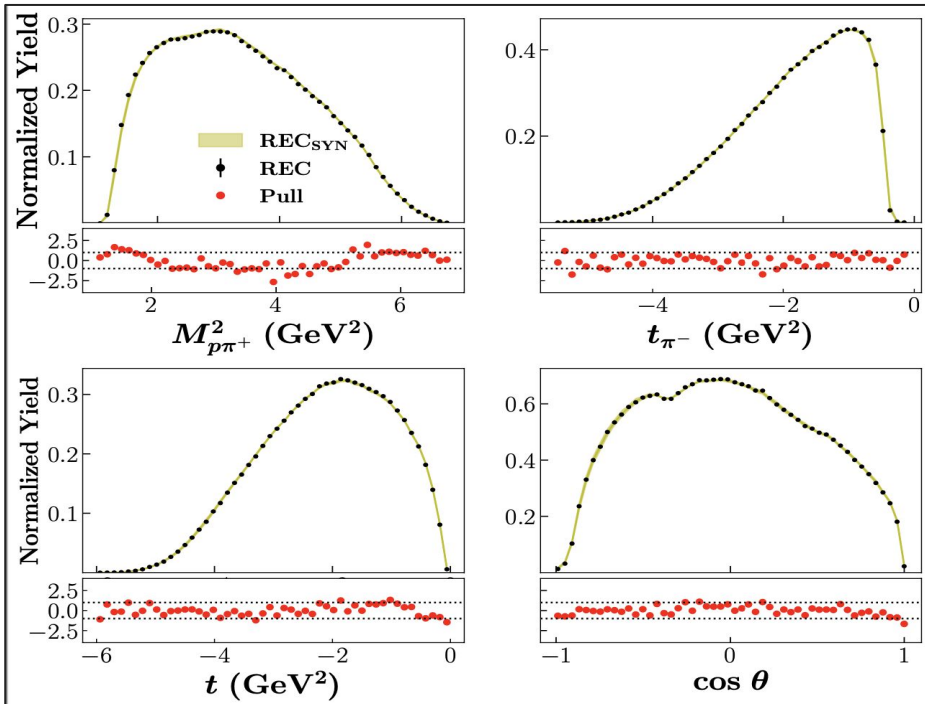 Normalized Yield
0.3
0.2
0.1
REC_SYN
REC
Pull
2.5
0.0
−2.5
2 4 6
M²_{pπ⁺} (GeV²)
0.4
0.2
−4 −2 0
t_{π⁻} (GeV²)
Normalized Yield
0.3
0.2
0.1
2.5
0.0
−2.5
−6 −4 −2 0
t (GeV²)
0.6
0.4
0.2
−1 0 1
cos θ